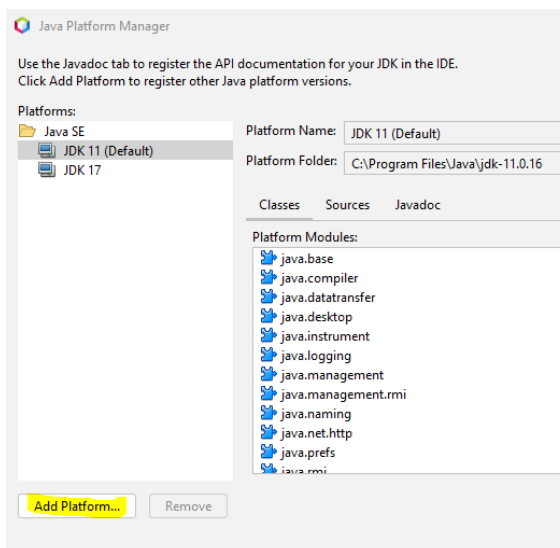 Java Platform Manager
Use the Javadoc tab to register the API documentation for your JDK in the IDE.
Click Add Platform to register other Java platform versions.
Platforms:
Java SE
JDK 11 (Default)
JDK 17
Platform Name: JDK 11 (Default)
Platform Folder: C:\Program Files\Java\jdk-11.0.16
Classes Sources Javadoc
Platform Modules:
java.base
java.compiler
java.datatransfer
java.desktop
java.instrument
java.logging
java.management
java.management.rmi
java.naming
java.net.http
java.prefs
java.rmi
Add Platform... Remove